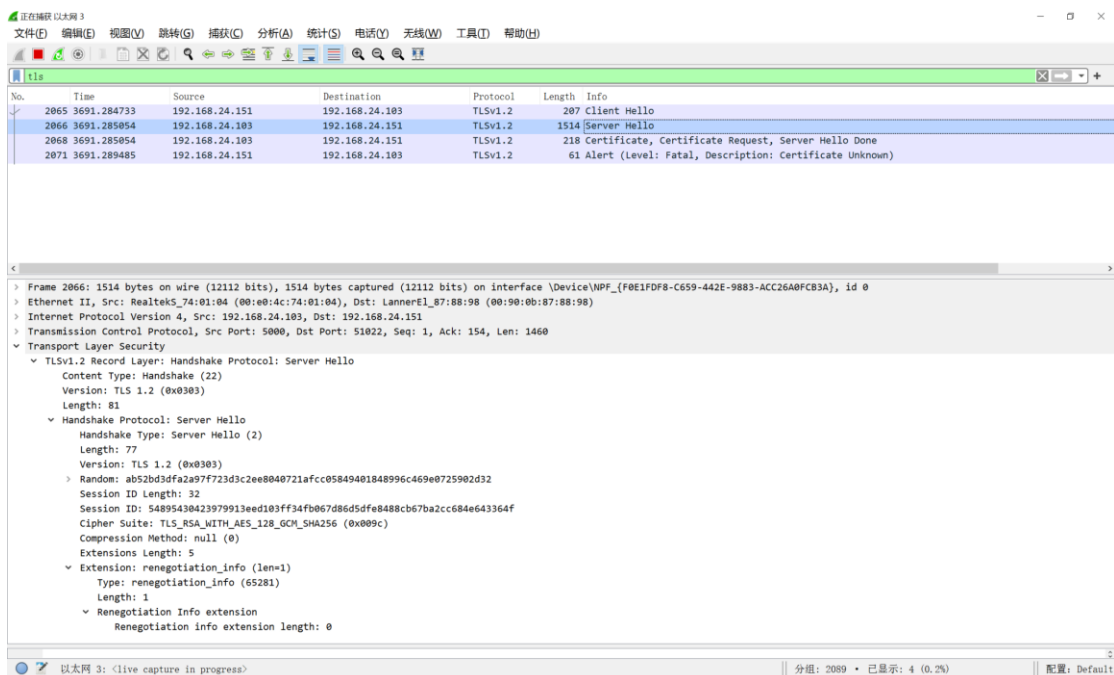 正在捕获 以太网 3
文件(F) 编辑(E) 视图(V) 跳转(G) 捕获(C) 分析(A) 统计(S) 电话(Y) 无线(W) 工具(T) 帮助(H)
tls
No. Time Source Destination Protocol Length Info
2065 3691.284733 192.168.24.151 192.168.24.103 TLSv1.2 207 Client Hello
2066 3691.285054 192.168.24.103 192.168.24.151 TLSv1.2 1514 Server Hello
2068 3691.285054 192.168.24.103 192.168.24.151 TLSv1.2 218 Certificate, Certificate Request, Server Hello Done
2071 3691.289485 192.168.24.151 192.168.24.103 TLSv1.2 61 Alert (Level: Fatal, Description: Certificate Unknown)
Frame 2066: 1514 bytes on wire (12112 bits), 1514 bytes captured (12112 bits) on interface \Device\NPF_{F0E1FDF8-C659-442E-9883-ACC26A0FCB3A}, id 0
Ethernet II, Src: RealtekS_74:01:04 (00:e0:4c:74:01:04), Dst: LannerEl_87:88:98 (00:90:0b:87:88:98)
Internet Protocol Version 4, Src: 192.168.24.103, Dst: 192.168.24.151
Transmission Control Protocol, Src Port: 5000, Dst Port: 51022, Seq: 1, Ack: 154, Len: 1460
Transport Layer Security
TLSv1.2 Record Layer: Handshake Protocol: Server Hello
Content Type: Handshake (22)
Version: TLS 1.2 (0x0303)
Length: 81
Handshake Protocol: Server Hello
Handshake Type: Server Hello (2)
Length: 77
Version: TLS 1.2 (0x0303)
Random: ab52bd3dfa2a97f723d3c2ee8040721afcc05849401848996c469e0725902d32
Session ID Length: 32
Session ID: 54895430423979913eed103ff34fb067d86d5dfe8488cb67ba2cc684e643364f
Cipher Suite: TLS_RSA_WITH_AES_128_GCM_SHA256 (0x009c)
Compression Method: null (0)
Extensions Length: 5
Extension: renegotiation_info (len=1)
Type: renegotiation_info (65281)
Length: 1
Renegotiation Info extension
Renegotiation info extension length: 0
以太网 3: <live capture in progress> 分组: 2089 • 已显示: 4 (0.2%) 配置: Default